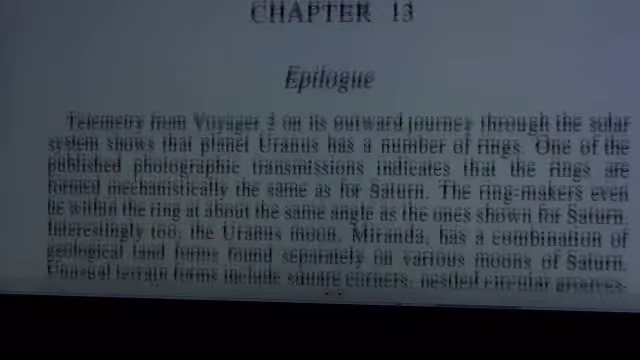 CHAPTER 13
Epilogue
Telemetry from Voyager 2 on its outward journey through the solar
system shows that planet Uranus has a number of rings. One of the
published photographic transmissions indicates that the rings are
formed mechanistically the same as for Saturn. The ring-makers even
lie within the ring at about the same angle as the ones shown for Saturn.
Interestingly too, the Uranus moon, Miranda, has a combination of
geological land forms found separately on various moons of Saturn.
Unusual terrain forms include square corners, nestled circular grooves,